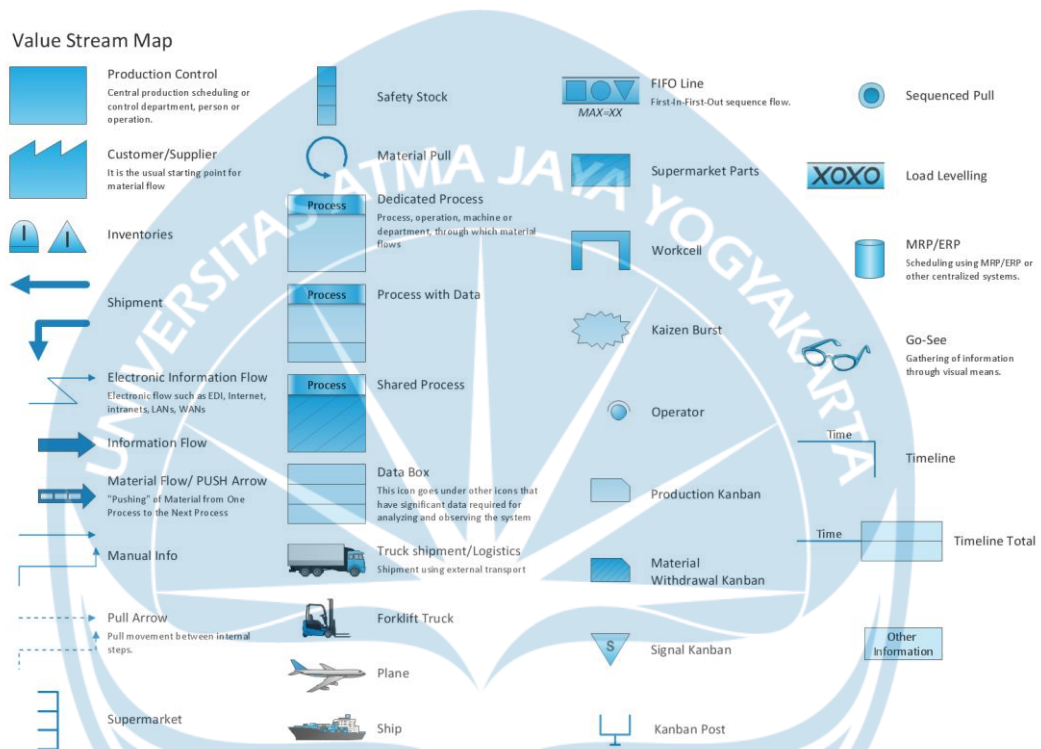 Value Stream Map
Production Control
Central production scheduling or
control department, person or
operation.
Customer/Supplier
It is the usual starting point for
material flow
I I
Inventories
Shipment
Electronic Information Flow
Electronic flow such as EDI, Internet,
intranets, LANs, WANs
Information Flow
Material Flow/ PUSH Arrow
"Pushing" of Material from One
Process to the Next Process
Manual Info
Pull Arrow
Pull movement between internal
steps.
Supermarket
Safety Stock
Material Pull
Process
Dedicated Process
Process, operation, machine or
department, through which material
flows
Process
Process with Data
Process
Shared Process
Data Box
This icon goes under other icons that
have significant data required for
analyzing and observing the system
Truck shipment/Logistics
Shipment using external transport
Forklift Truck
Plane
Ship
MAX=XX
FIFO Line
First-In-First-Out sequence flow.
Supermarket Parts
Workcell
Kaizen Burst
Operator
Production Kanban
Material
Withdrawal Kanban
S
Signal Kanban
Kanban Post
Sequenced Pull
XOXO
Load Levelling
MRP/ERP
Scheduling using MRP/ERP or
other centralized systems.
Go-See
Gathering of information
through visual means.
Time
Timeline
Time
Timeline Total
Other
Information
UNIVERSITAS ATMA JAYA YOGYAKARTA